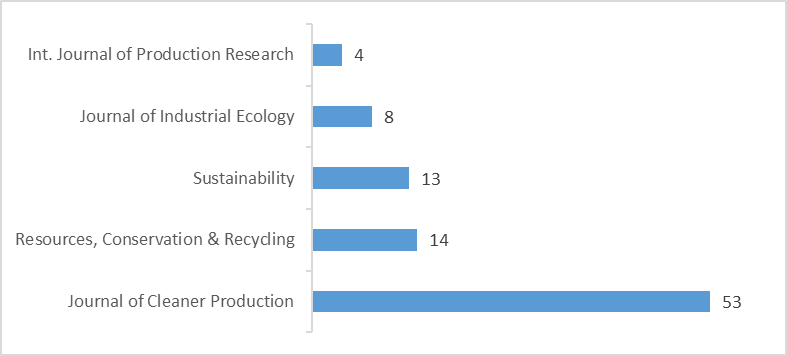 Int. Journal of Production Research 4
Journal of Industrial Ecology 8
Sustainability 13
Resources, Conservation & Recycling 14
Journal of Cleaner Production 53